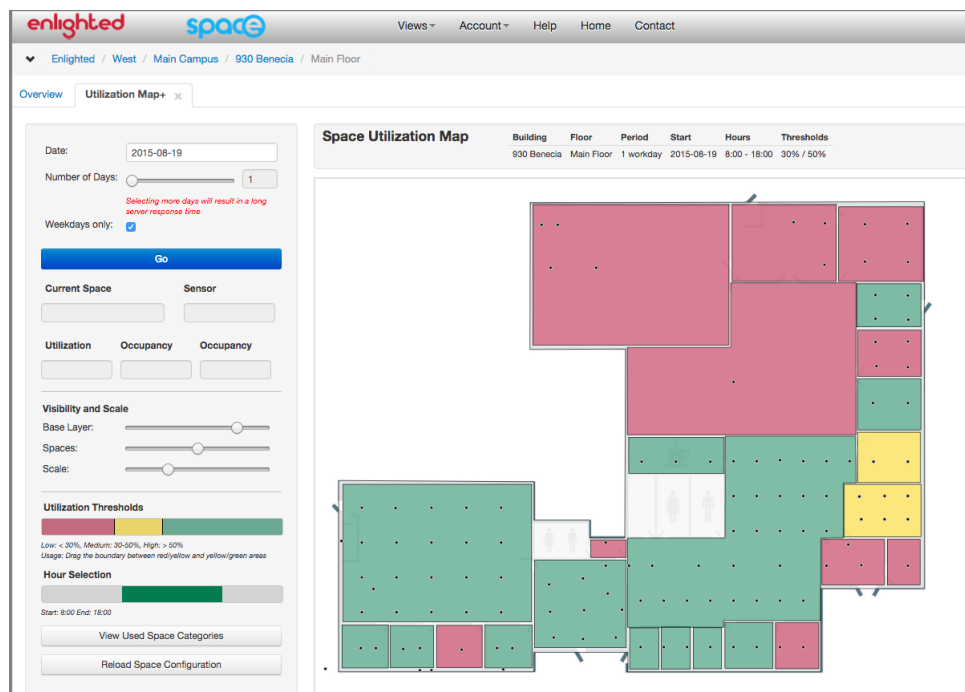 enlighted space Views Account Help Home Contact
Enlighted / West / Main Campus / 930 Benecia / Main Floor
Overview Utilization Map+ ×
Date: 2015-08-19
Number of Days: 1
Selecting more days will result in a long
server response time
Weekdays only:
Go
Current Space Sensor
Utilization Occupancy Occupancy
Visibility and Scale
Base Layer:
Spaces:
Scale:
Utilization Thresholds
Low: < 30%, Medium: 30-50%, High: > 50%
Usage: Drag the boundary between red/yellow and yellow/green areas
Hour Selection
Start: 8:00 End: 18:00
View Used Space Categories
Reload Space Configuration
Space Utilization Map
Building Floor Period Start Hours Thresholds
930 Benecia Main Floor 1 workday 2015-08-19 8:00 - 18:00 30% / 50%